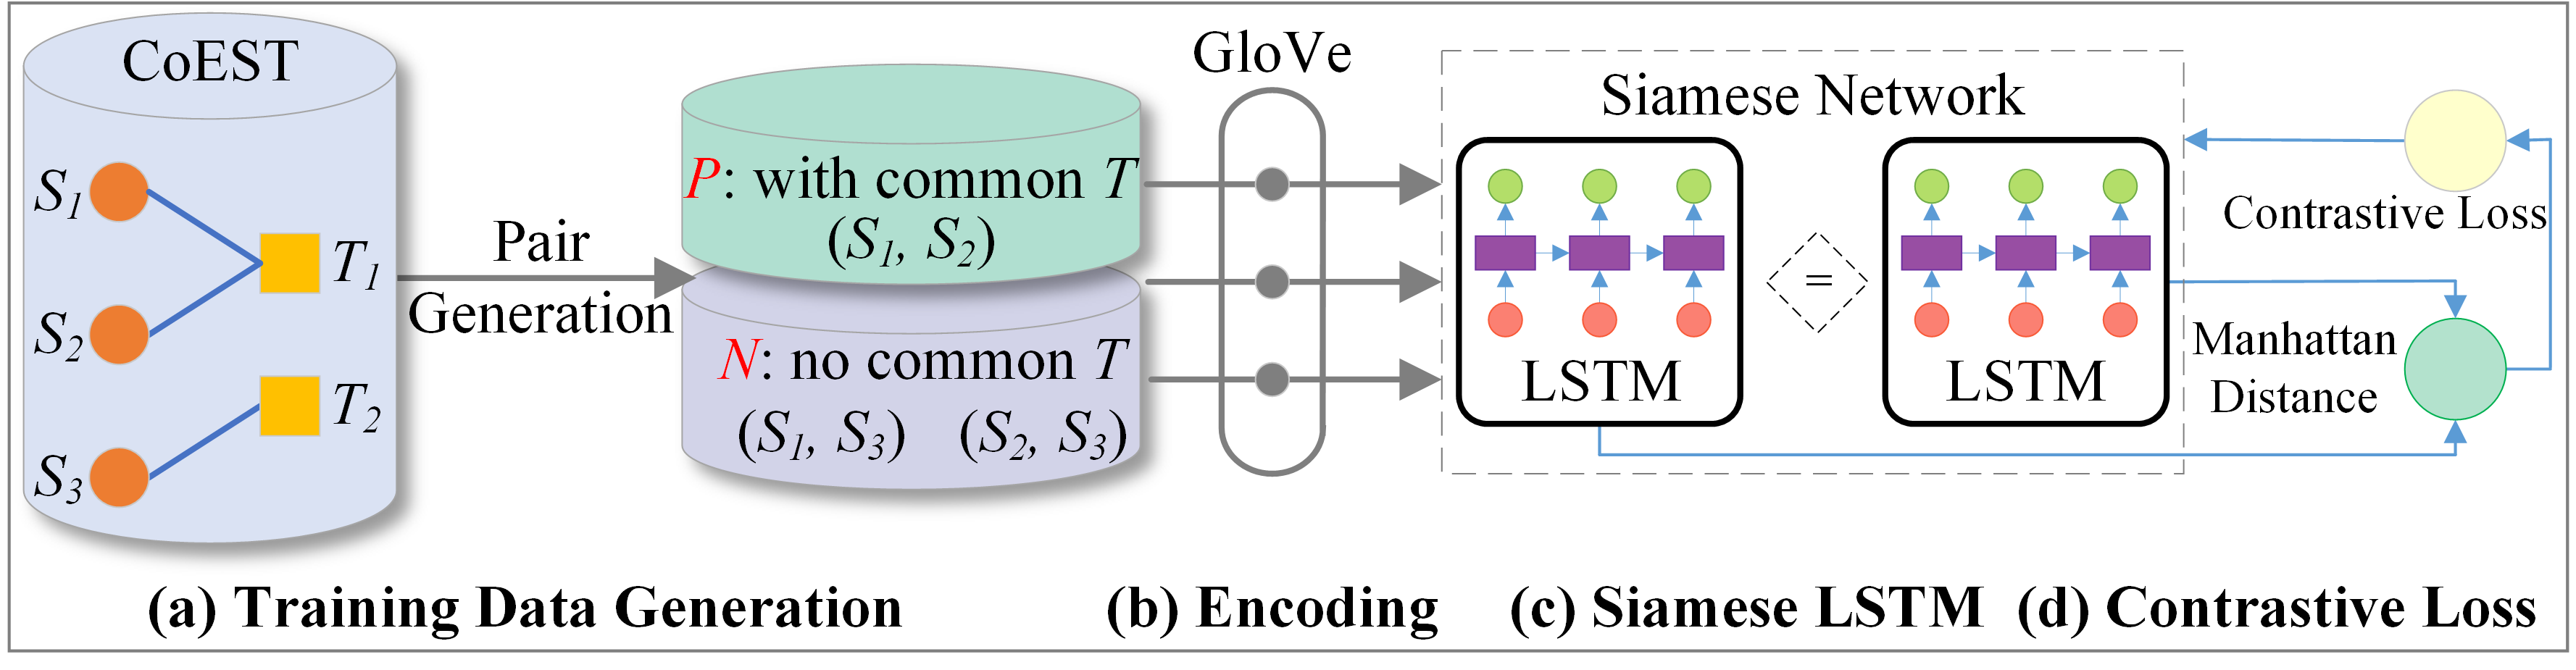 CoEST
S1
S2
S3
T1
T2
Pair
Generation
P: with common T
(S1, S2)
N: no common T
(S1, S3) (S2, S3)
GloVe
Siamese Network
LSTM
=
LSTM
Contrastive Loss
Manhattan
Distance
(a) Training Data Generation
(b) Encoding
(c) Siamese LSTM
(d) Contrastive Loss